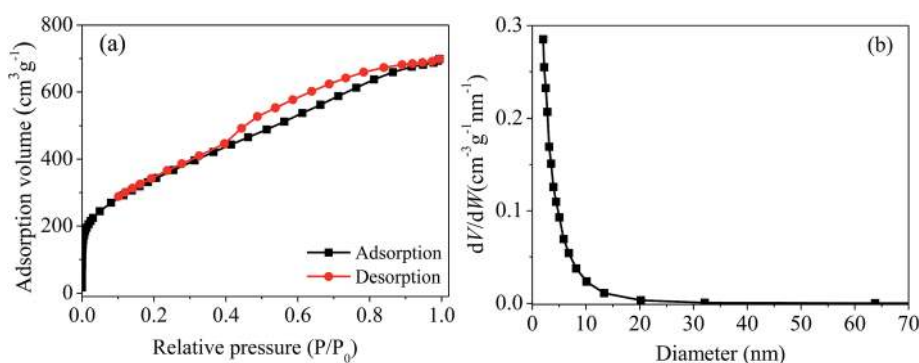 (a)
Adsorption volume (cm³ g⁻¹)
800
600
400
200
0
0.0 0.2 0.4 0.6 0.8 1.0
Relative pressure (P/P₀)
Adsorption
Desorption
(b)
dV/dW(cm⁻³g⁻¹nm⁻¹)
0.3
0.2
0.1
0.0
0 10 20 30 40 50 60 70
Diameter (nm)